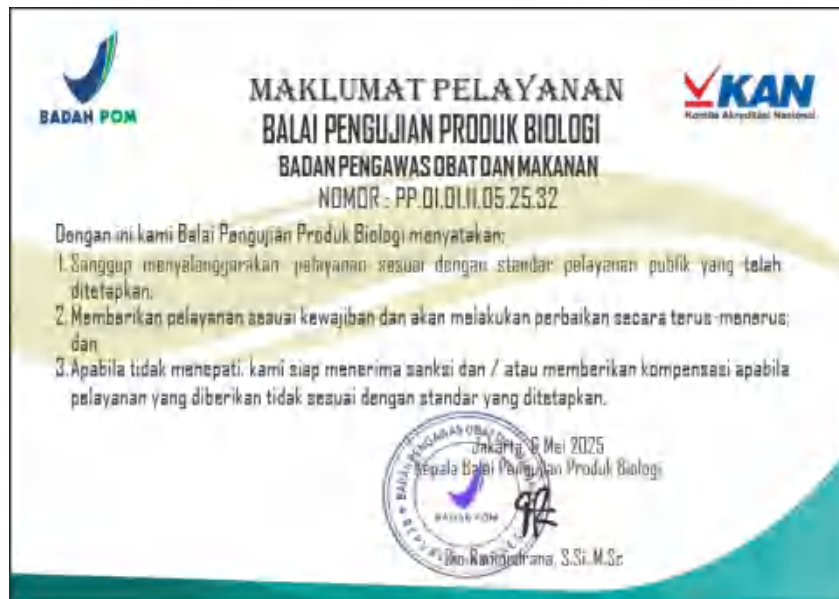 BADAN POM
KAN
Komite Akreditasi Nasional
MAKLUMAT PELAYANAN
BALAI PENGUJIAN PRODUK BIOLOGI
BADAN PENGAWAS OBAT DAN MAKANAN
NOMOR : PP.01.01.11.05.25.32
Dengan ini kami Balai Pengujian Produk Biologi menyatakan:
1. Sanggup menyelenggarakan pelayanan sesuai dengan standar pelayanan publik yang telah
ditetapkan,
2. Memberikan pelayanan sesuai kewajiban dan akan melakukan perbaikan secara terus-menerus;
dan
3. Apabila tidak menepati, kami siap menerima sanksi dan / atau memberikan kompensasi apabila
pelayanan yang diberikan tidak sesuai dengan standar yang ditetapkan.
Jakarta, 6 Mei 2025
Kepala Balai Pengujian Produk Biologi
BADAN POM
S.Si. M.Sc